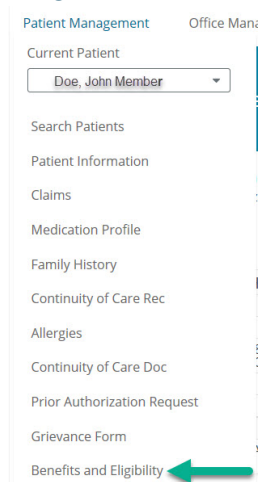 Patient Management Office Mana
Current Patient
Doe, John Member
Search Patients
Patient Information
Claims
Medication Profile
Family History
Continuity of Care Rec
Allergies
Continuity of Care Doc
Prior Authorization Request
Grievance Form
Benefits and Eligibility